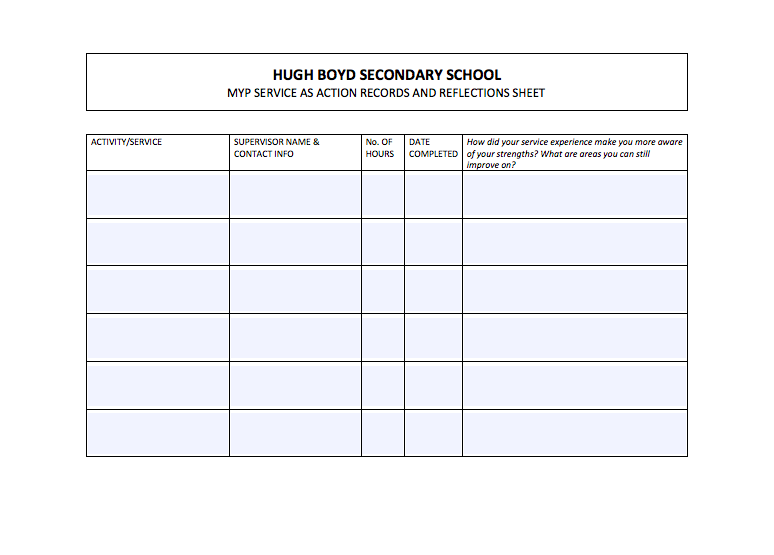 HUGH BOYD SECONDARY SCHOOL
MYP SERVICE AS ACTION RECORDS AND REFLECTIONS SHEET
ACTIVITY/SERVICE
SUPERVISOR NAME &
CONTACT INFO
No. OF
HOURS
DATE
COMPLETED
How did your service experience make you more aware
of your strengths? What are areas you can still
improve on?